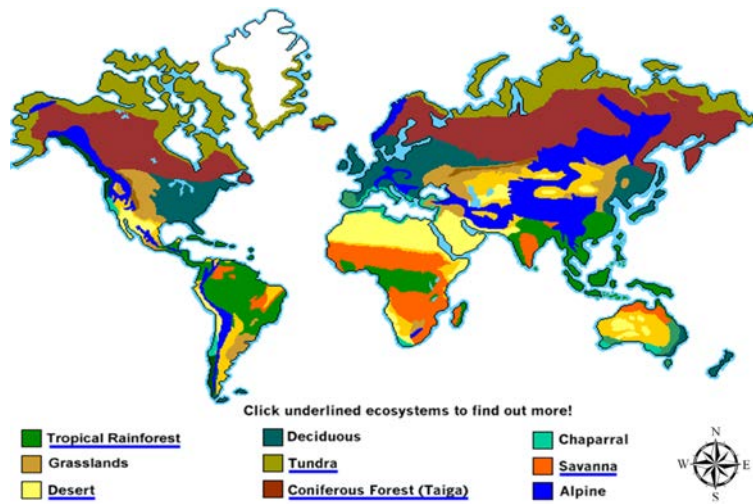 Click underlined ecosystems to find out more!
Tropical Rainforest
Deciduous
Chaparral
Grasslands
Tundra
Savanna
Desert
Coniferous Forest (Taiga)
Alpine
N
W E
S